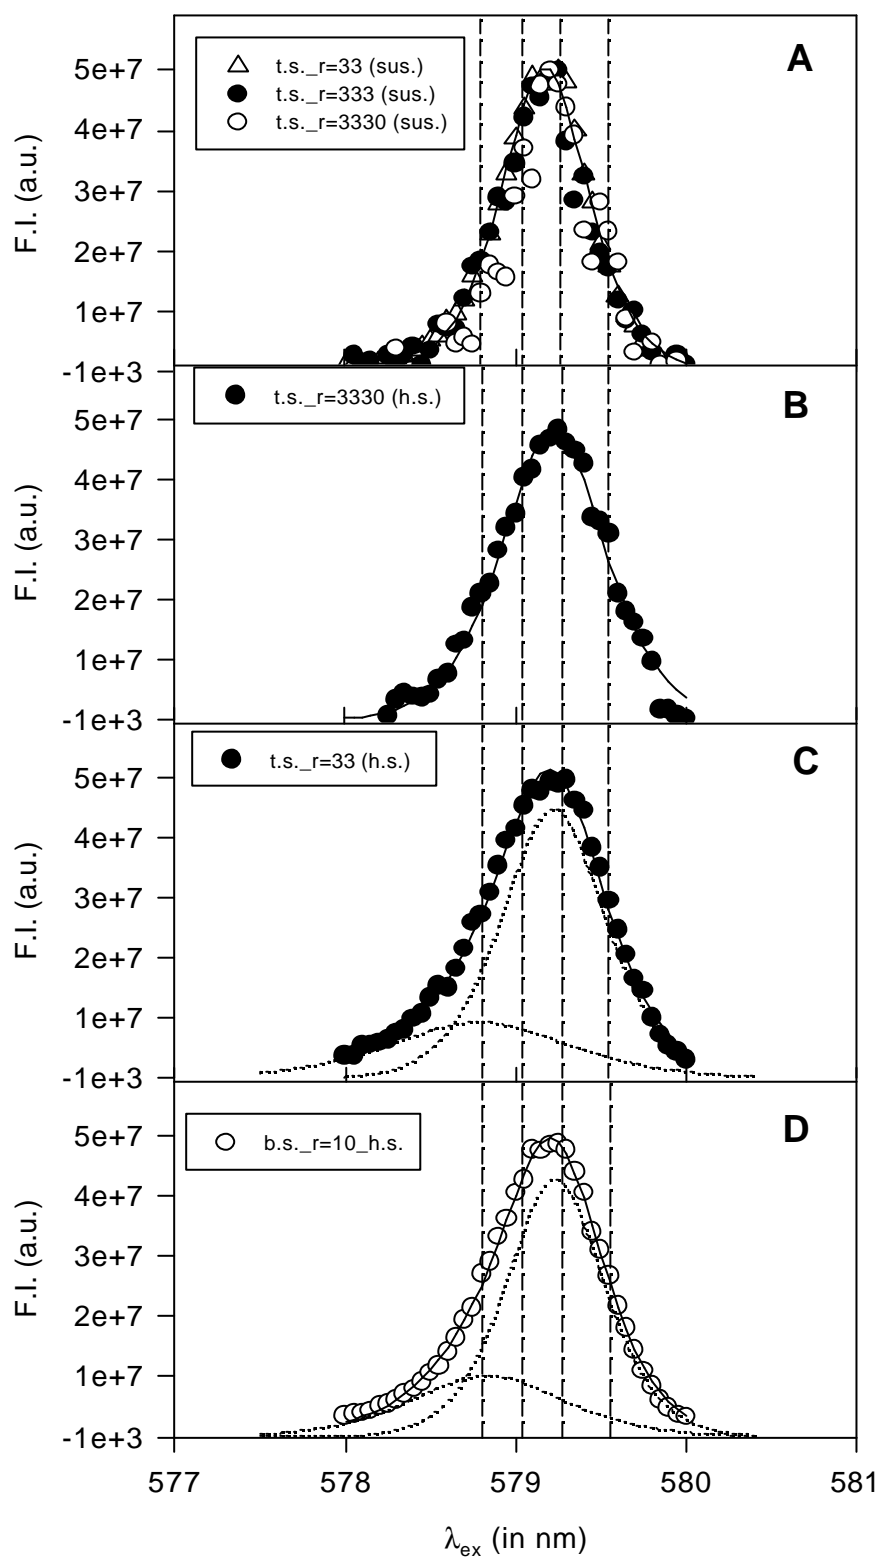 A
t.s._r=33 (sus.)
t.s._r=333 (sus.)
t.s._r=3330 (sus.)
F.I. (a.u.)
5e+7
4e+7
3e+7
2e+7
1e+7
-1e+3
B
t.s._r=3330 (h.s.)
F.I. (a.u.)
5e+7
4e+7
3e+7
2e+7
1e+7
-1e+3
C
t.s._r=33 (h.s.)
F.I. (a.u.)
5e+7
4e+7
3e+7
2e+7
1e+7
-1e+3
D
b.s._r=10_h.s.
F.I. (a.u.)
5e+7
4e+7
3e+7
2e+7
1e+7
-1e+3
577 578 579 580 581
λex (in nm)